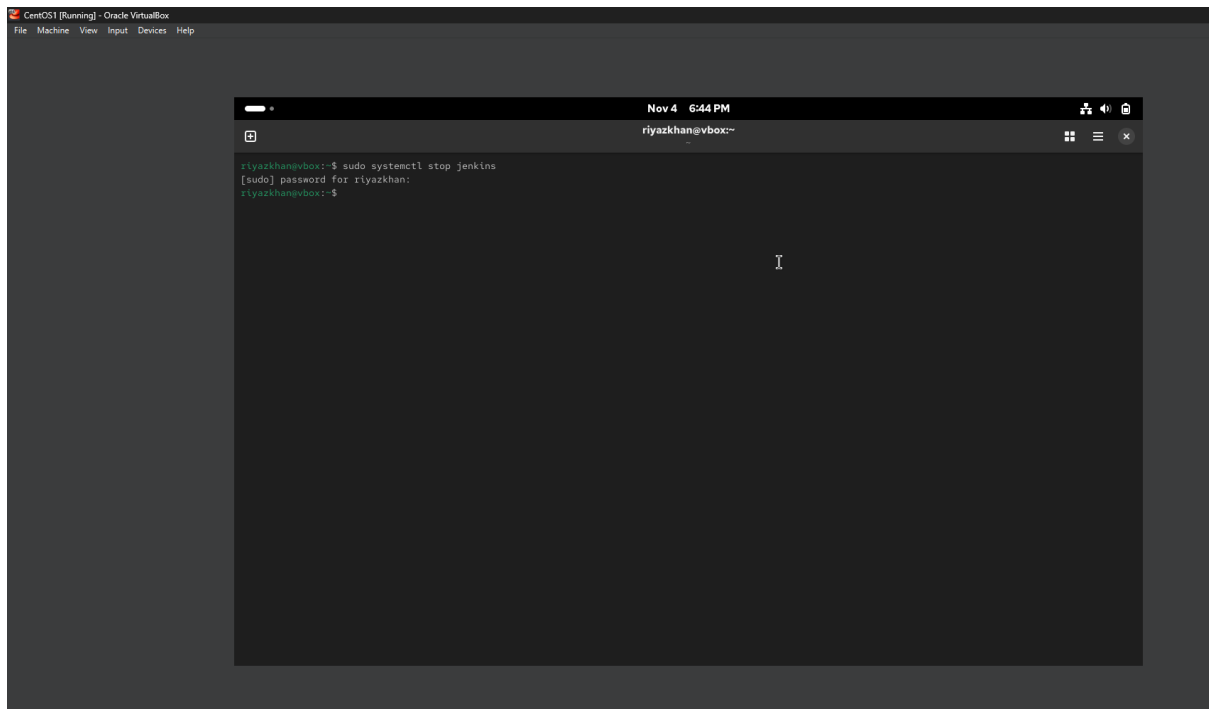 CentOS1 [Running] - Oracle VirtualBox
File Machine View Input Devices Help
Nov 4 6:44 PM
riyazkhan@vbox:~
~
riyazkhan@vbox:~$ sudo systemctl stop jenkins
[sudo] password for riyazkhan:
riyazkhan@vbox:~$